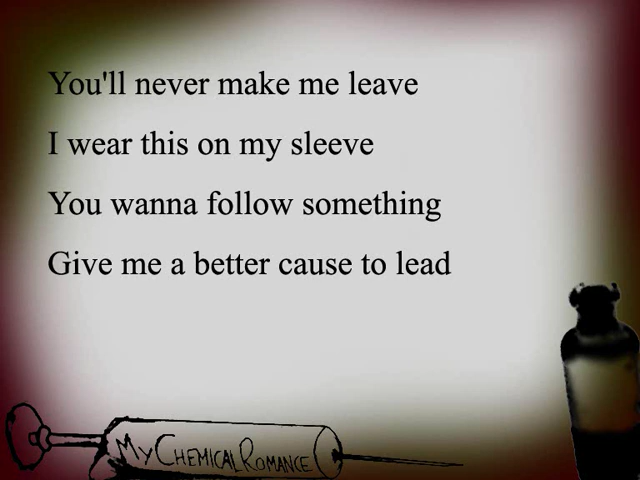 You'll never make me leave
I wear this on my sleeve
You wanna follow something
Give me a better cause to lead
MY CHEMICAL ROMANCE